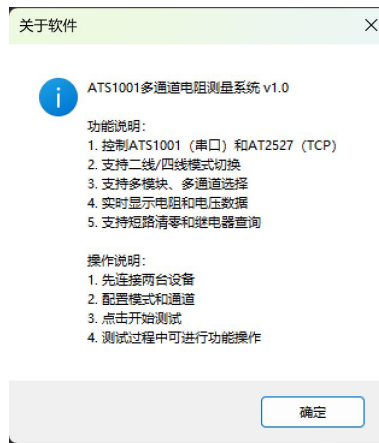 关于软件
ATS1001多通道电阻测量系统 v1.0
功能说明：
1. 控制ATS1001（串口）和AT2527（TCP）
2. 支持二线/四线模式切换
3. 支持多模块、多通道选择
4. 实时显示电阻和电压数据
5. 支持短路清零和继电器查询
操作说明：
1. 先连接两台设备
2. 配置模式和通道
3. 点击开始测试
4. 测试过程中可进行功能操作
确定